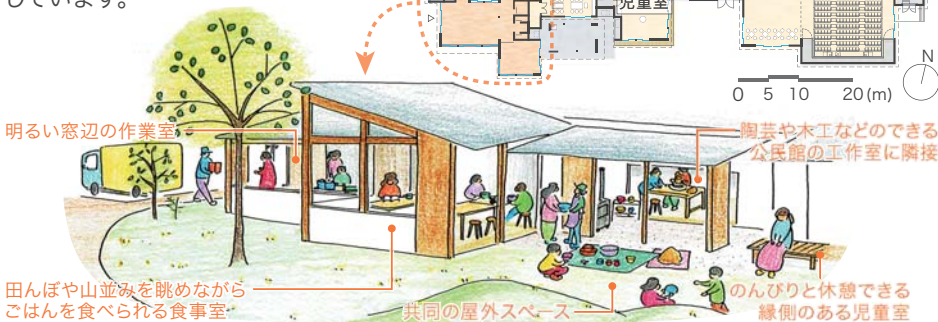 しています。
児童室
N
0 5 10 20(m)
明るい窓辺の作業室
陶芸や木工などのできる
公民館の工作室に隣接
田んぼや山並みを眺めながら
ごはんを食べられる食事室
共同の屋外スペース
のんびりと休憩できる
縁側のある児童室